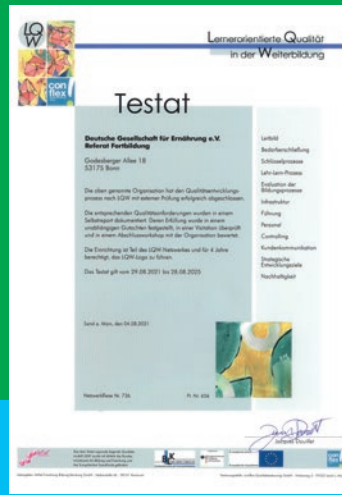 LQW
Lernerorientierte Qualität
in der Weiterbildung
con
flex
Testat
Deutsche Gesellschaft für Ernährung e.V.
Referat Fortbildung
Godesberger Allee 18
53175 Bonn
Die oben genannte Organisation hat den Qualitätsentwicklungs-
prozess nach LQW mit externer Prüfung erfolgreich abgeschlossen.
Die entsprechenden Qualitätsanforderungen wurden in einem
Selbstreport dokumentiert. Deren Erfüllung wurde in einem
unabhängigen Gutachten festgestellt, in einer Visitation überprüft
und in einem Abschlussworkshop mit der Organisation bewertet.
Die Einrichtung ist Teil des LQW-Netzwerkes und für 4 Jahre
berechtigt, das LQW-Logo zu führen.
Das Testat gilt vom 29.08.2021 bis 28.08.2025
Leitbild
Bedarfserschließung
Schlüsselprozesse
Lehr-Lern-Prozess
Evaluation der
Bildungsprozesse
Infrastruktur
Führung
Personal
Controlling
Kundenkommunikation
Strategische
Entwicklungsziele
Nachhaltigkeit
den 04.08.2021